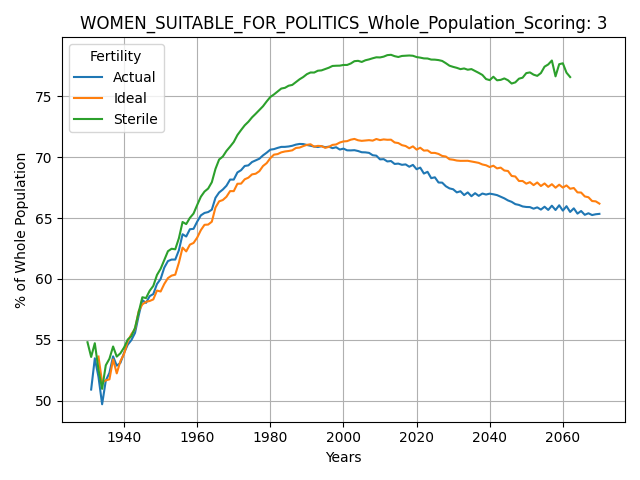 WOMEN_SUITABLE_FOR_POLITICS_Whole_Population_Scoring: 3
Fertility
Actual
Ideal
Sterile
% of Whole Population
75
70
65
60
55
50
1940
1960
1980
2000
2020
2040
2060
Years